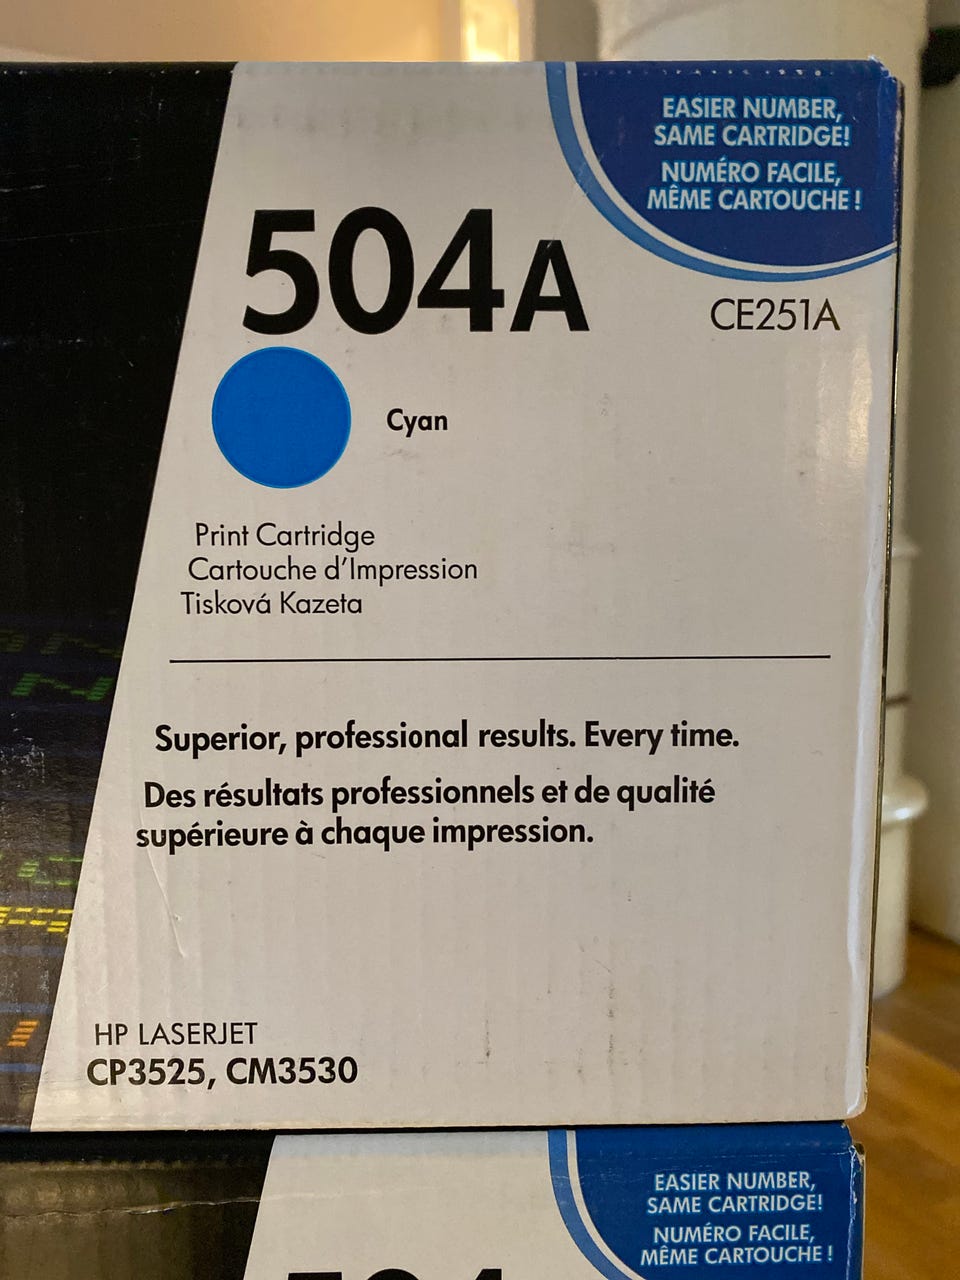 EASIER NUMBER,
SAME CARTRIDGE!
NUMÉRO FACILE,
MÊME CARTOUCHE !
504A
CE251A
Cyan
Print Cartridge
Cartouche d'Impression
Tisková Kazeta
Superior, professional results. Every time.
Des résultats professionnels et de qualité
supérieure à chaque impression.
HP LASERJET
CP3525, CM3530
EASIER NUMBER,
SAME CARTRIDGE!
NUMÉRO FACILE,
MÊME CARTOUCHE !